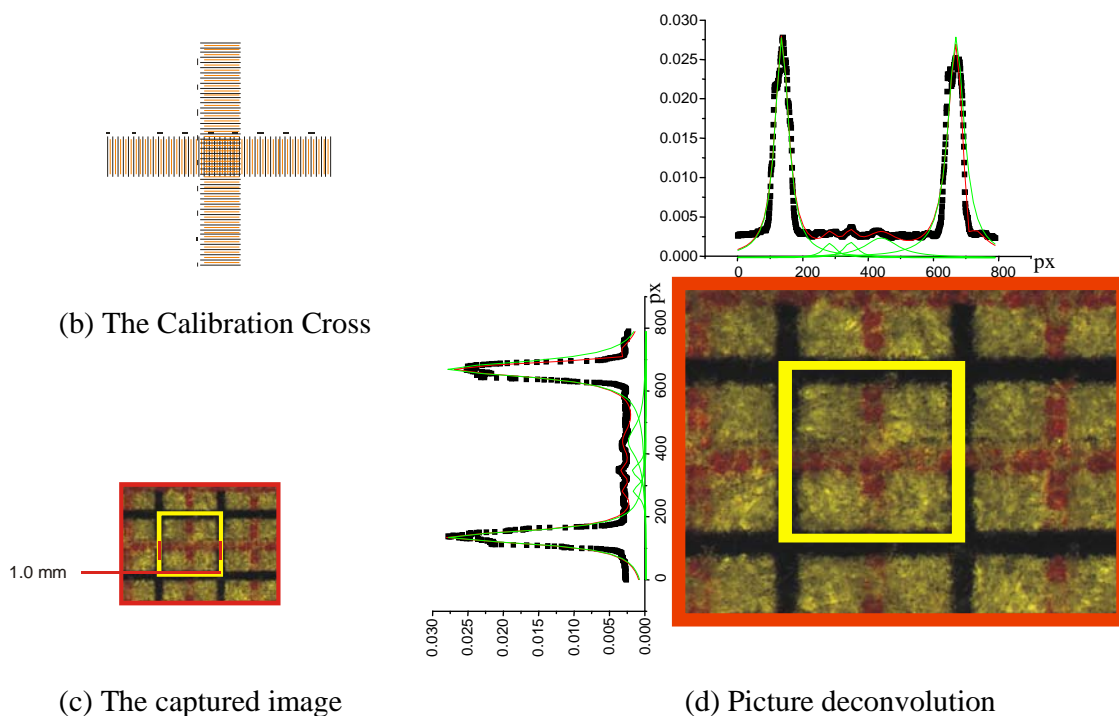 0.030
0.025
0.020
0.015
0.010
0.005
0.000
0 200 400 600 800
px
(b) The Calibration Cross
px
800
600
400
200
0
0.030 0.025 0.020 0.015 0.010 0.005 0.000
1.0 mm
(c) The captured image
(d) Picture deconvolution